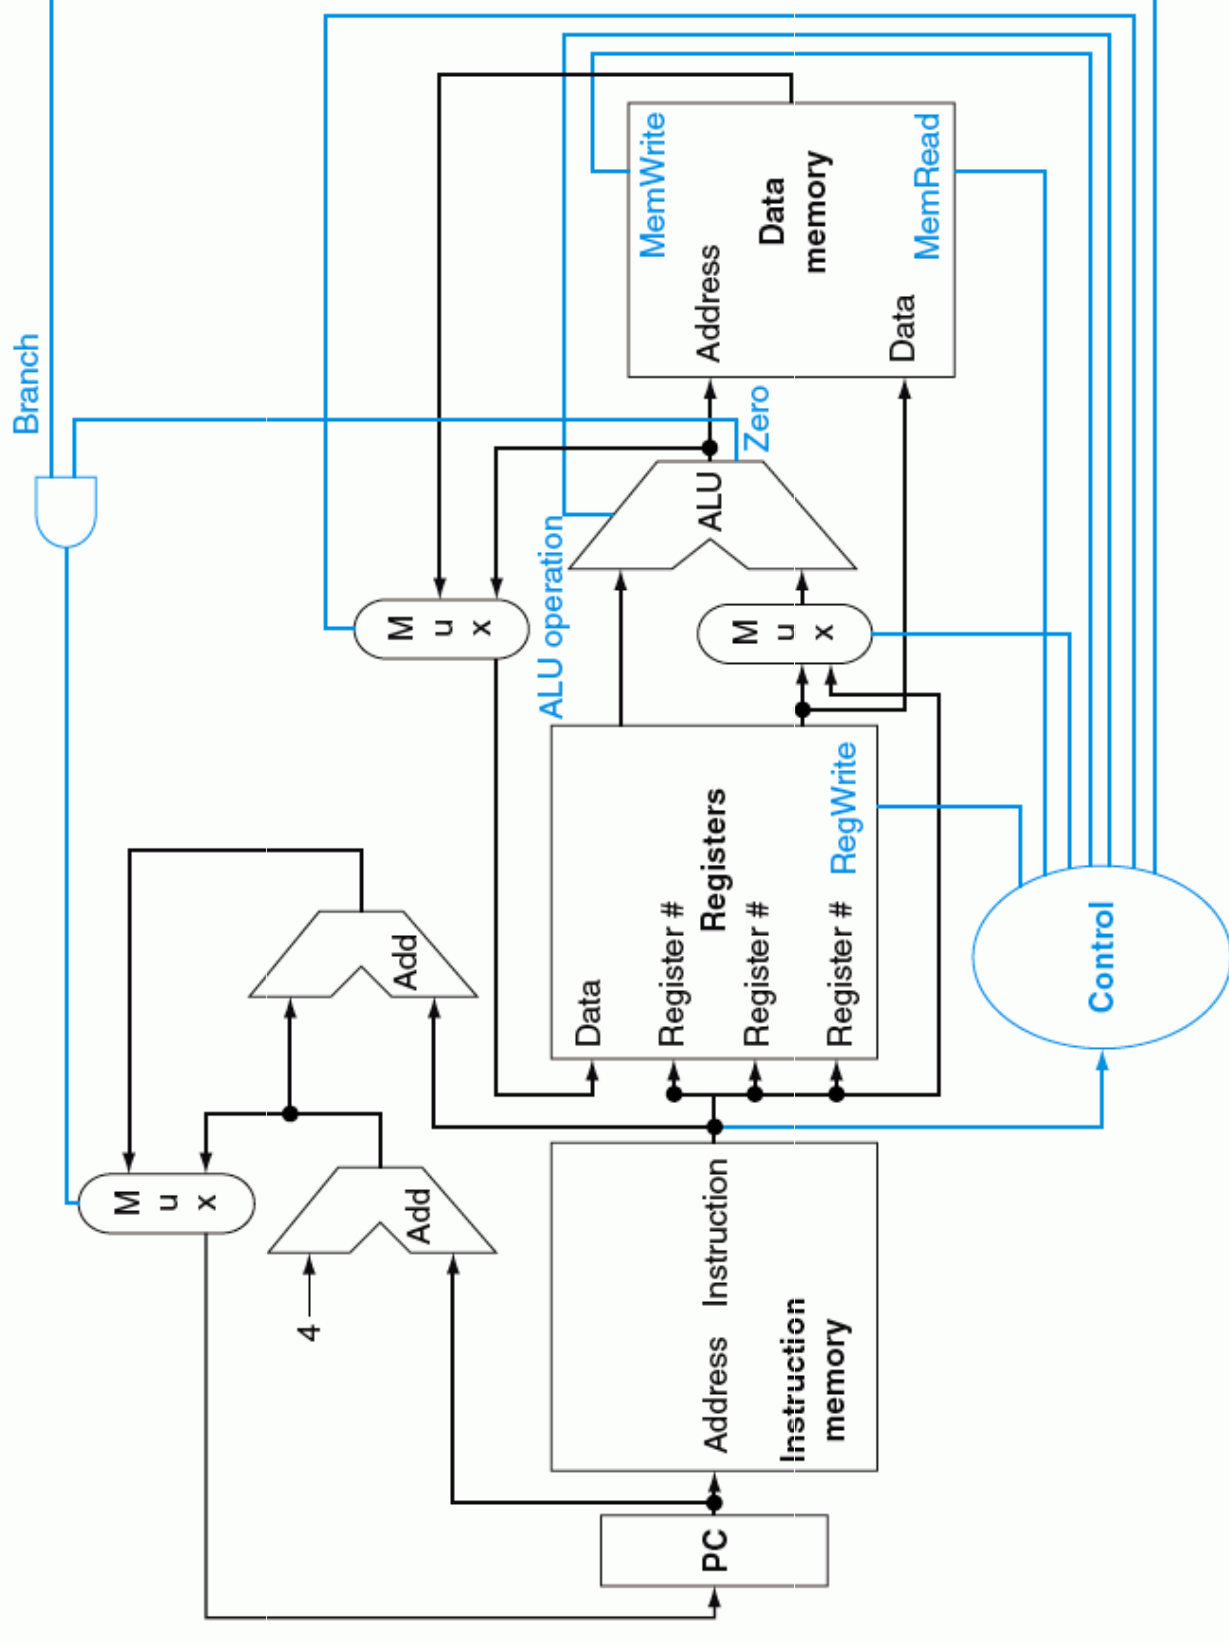 Branch
M
u
x
Add
4
Add
M
u
x
ALU operation
PC
Address
Instruction
Instruction
memory
Data
Register #
Register #
Register #
Registers
RegWrite
M
u
x
ALU
Zero
Address
Data
Data
memory
MemWrite
MemRead
Control